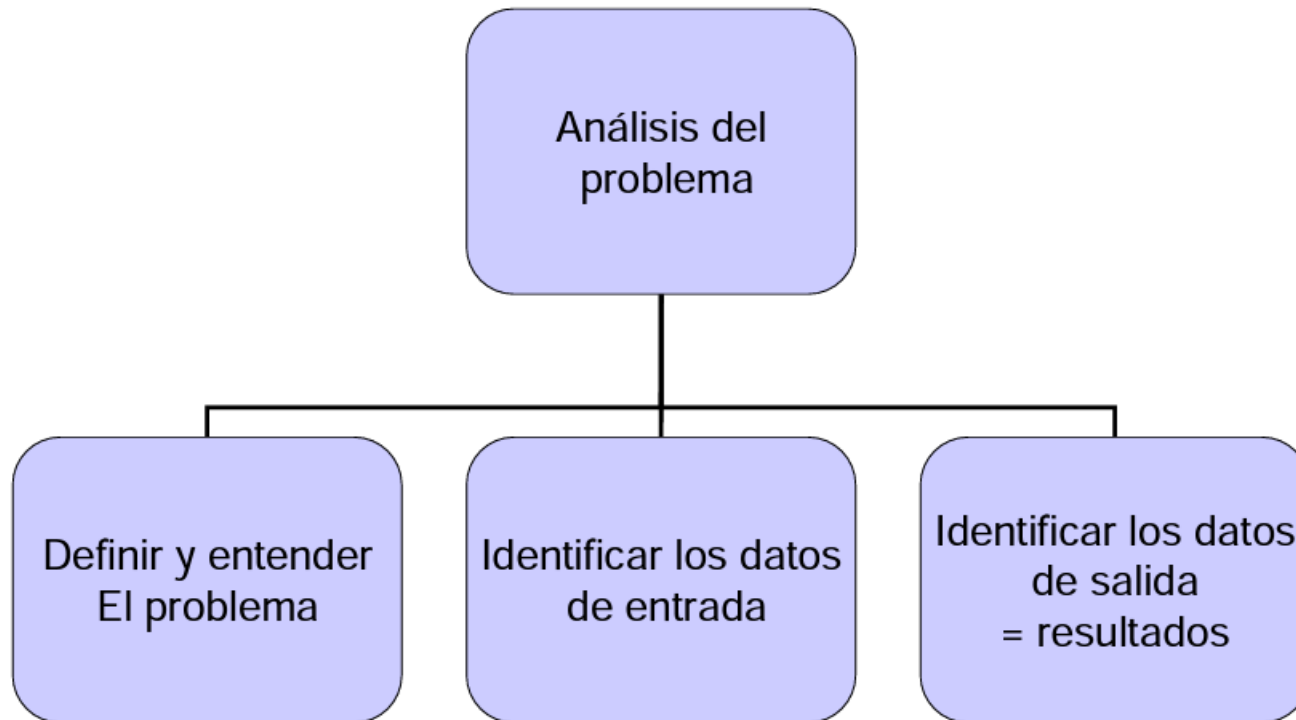 Análisis del
problema
Definir y entender
El problema
Identificar los datos
de entrada
Identificar los datos
de salida
= resultados